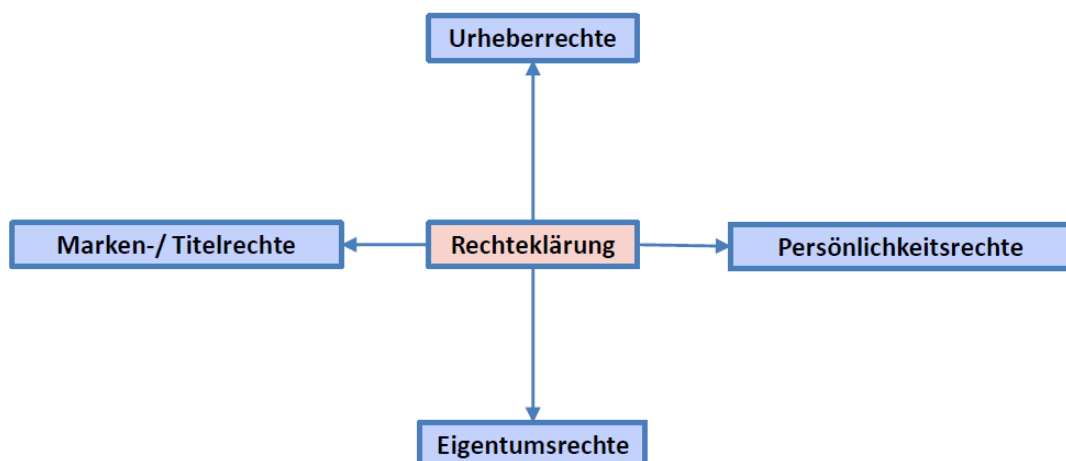 Urheberrechte
Marken-/ Titelrechte
Rechteklärung
Persönlichkeitsrechte
Eigentumsrechte